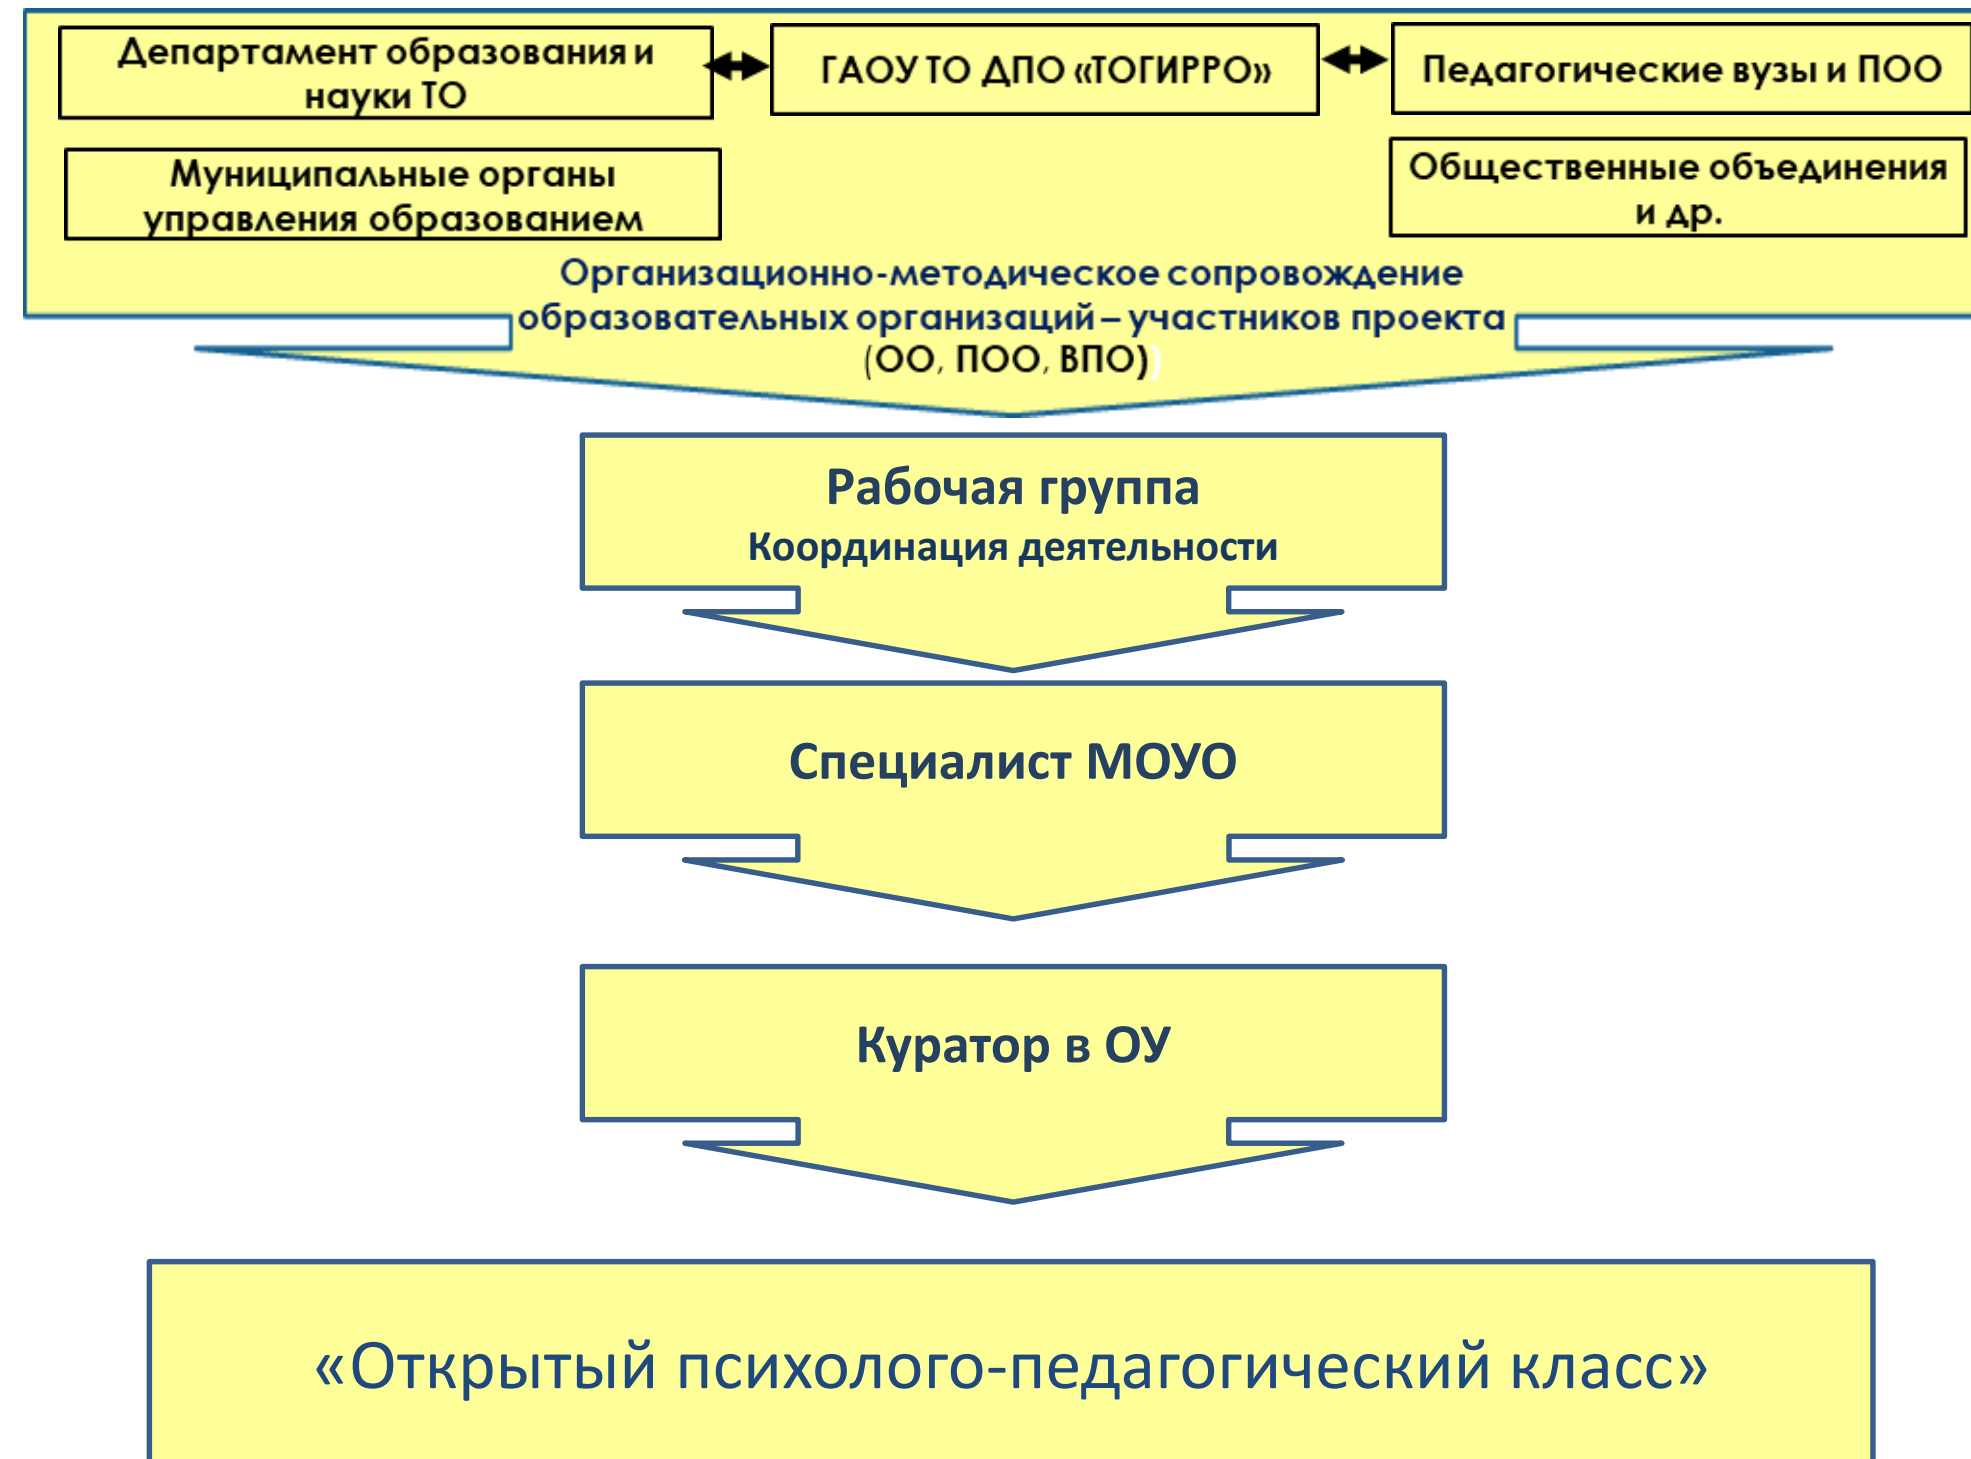 Департамент образования и
науки ТО
ГАОУ ТО ДПО «ТОГИРРО»
Педагогические вузы и ПОО
Муниципальные органы
управления образованием
Общественные объединения
и др.
Организационно-методическое сопровождение
образовательных организаций – участников проекта
(ОО, ПОО, ВПО))
Рабочая группа
Координация деятельности
Специалист МОУО
Куратор в ОУ
«Открытый психолого-педагогический класс»